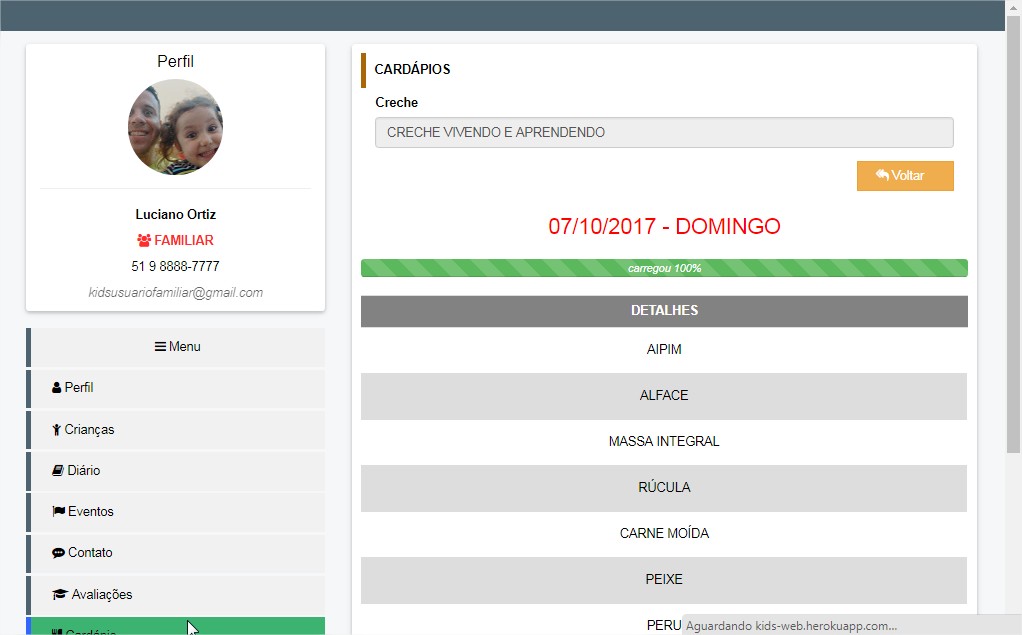 Perfil
Luciano Ortiz
FAMILIAR
51 9 8888-7777
kidsusuariofamiliar@gmail.com
Menu
Perfil
Crianças
Diário
Eventos
Contato
Avaliações
Cardápio
CARDÁPIOS
Creche
CRECHE VIVENDO E APRENDENDO
Voltar
07/10/2017 - DOMINGO
carregou 100%
DETALHES
AIPIM
ALFACE
MASSA INTEGRAL
RÚCULA
CARNE MOÍDA
PEIXE
PERU
Aguardando kids-web.herokuapp.com...